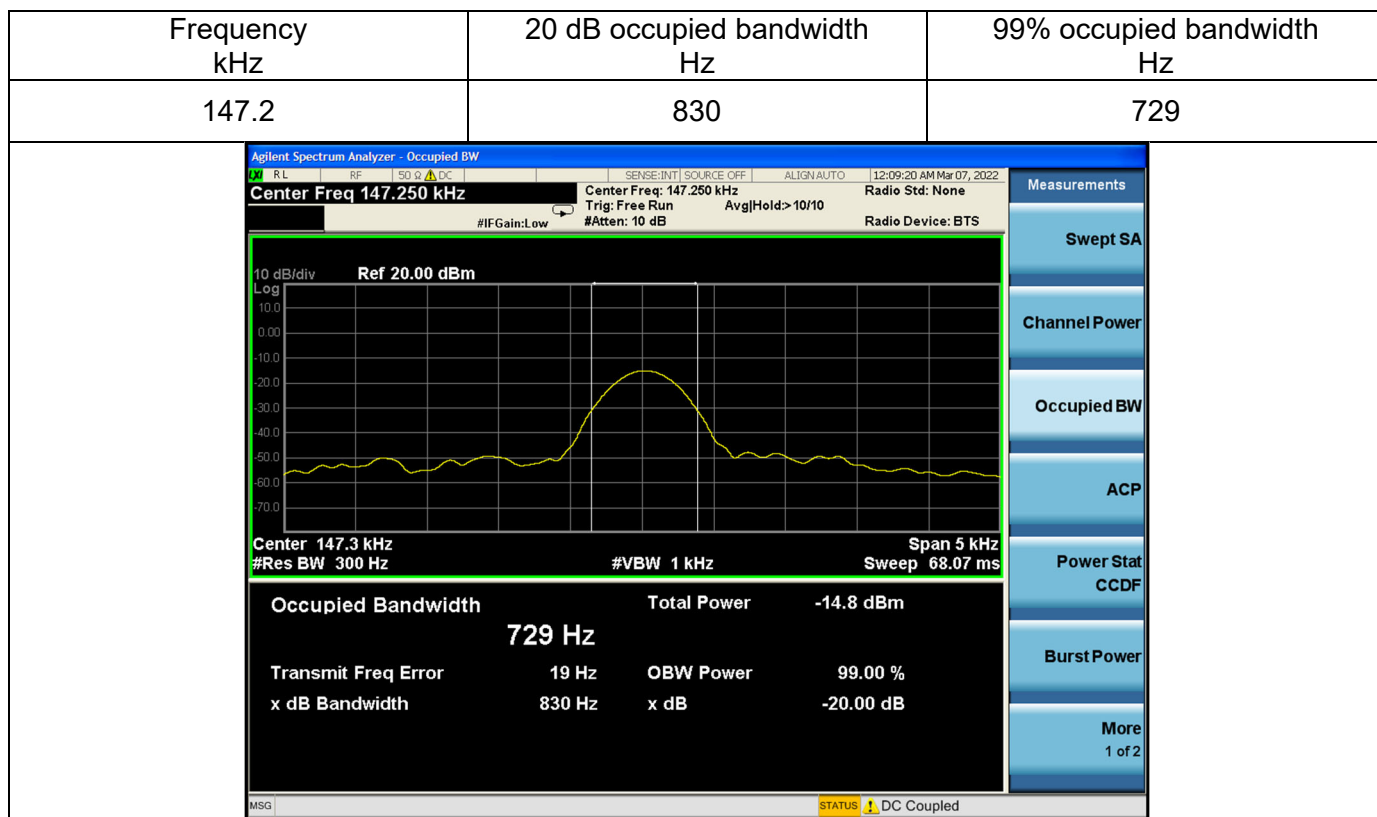 Frequency
kHz
20 dB occupied bandwidth
Hz
99% occupied bandwidth
Hz
147.2
830
729
Agilent Spectrum Analyzer - Occupied BW
LXI RL RF 50 Ω DC SENSE:INT SOURCE OFF ALIGN AUTO 12:09:20 AM Mar 07, 2022
Center Freq 147.250 kHz
Center Freq: 147.250 kHz
Radio Std: None
Trig: Free Run Avg|Hold:> 10/10
#IFGain:Low #Atten: 10 dB
Radio Device: BTS
10 dB/div Ref 20.00 dBm
Log
10.0
0.00
-10.0
-20.0
-30.0
-40.0
-50.0
-60.0
-70.0
Center 147.3 kHz Span 5 kHz
#Res BW 300 Hz #VBW 1 kHz Sweep 68.07 ms
Occupied Bandwidth Total Power -14.8 dBm
729 Hz
Transmit Freq Error 19 Hz OBW Power 99.00 %
x dB Bandwidth 830 Hz x dB -20.00 dB
Measurements
Swept SA
Channel Power
Occupied BW
ACP
Power Stat
CCDF
Burst Power
More
1 of 2
MSG STATUS DC Coupled